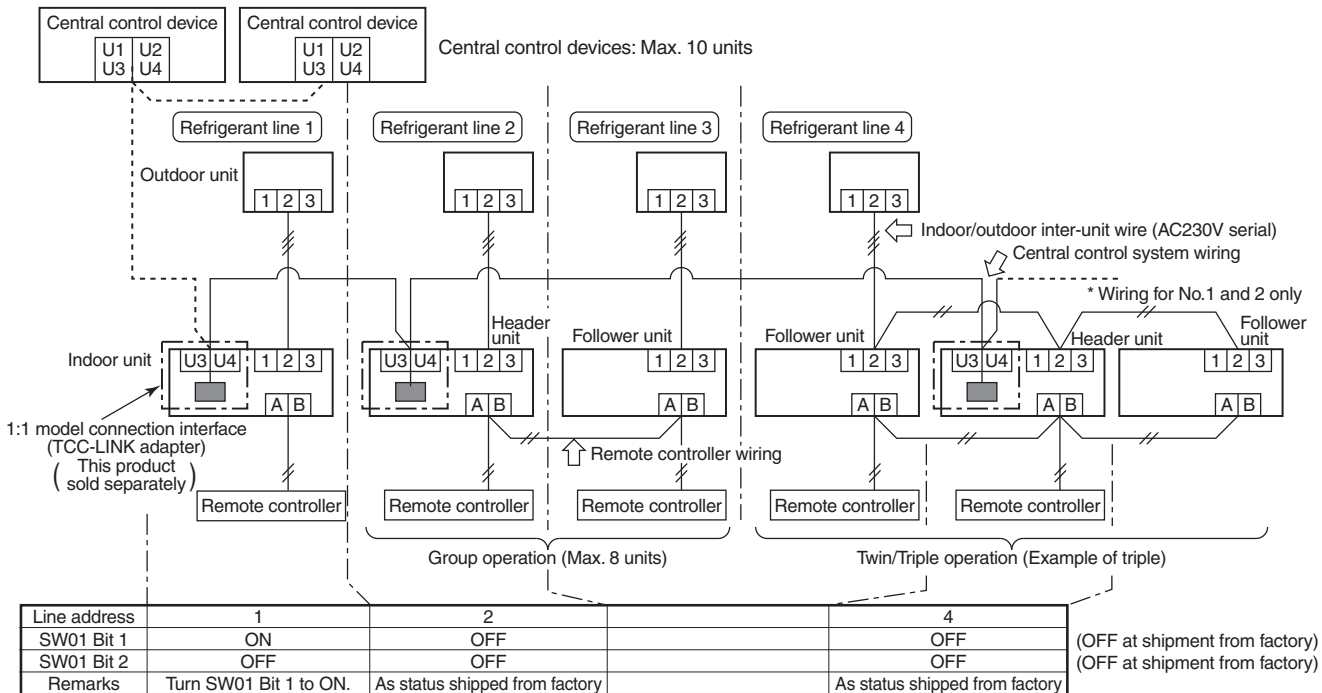 Central control device
U1 U2
U3 U4
Central control device
U1 U2
U3 U4
Central control devices: Max. 10 units
Refrigerant line 1
Refrigerant line 2
Refrigerant line 3
Refrigerant line 4
Outdoor unit
1 2 3
1 2 3
1 2 3
1 2 3
Indoor/outdoor inter-unit wire (AC230V serial)
Central control system wiring
* Wiring for No.1 and 2 only
Indoor unit
U3 U4
1 2 3
A B
Header
unit
U3 U4
1 2 3
A B
Follower unit
1 2 3
A B
Follower unit
1 2 3
A B
Header unit
U3 U4
1 2 3
A B
Follower
unit
1 2 3
A B
1:1 model connection interface
(TCC-LINK adapter)
(This product
sold separately)
Remote controller wiring
Remote controller
Remote controller
Remote controller
Remote controller
Remote controller
Group operation (Max. 8 units)
Twin/Triple operation (Example of triple)
Line address 1 2 4
SW01 Bit 1 ON OFF OFF (OFF at shipment from factory)
SW01 Bit 2 OFF OFF OFF (OFF at shipment from factory)
Remarks Turn SW01 Bit 1 to ON. As status shipped from factory As status shipped from factory